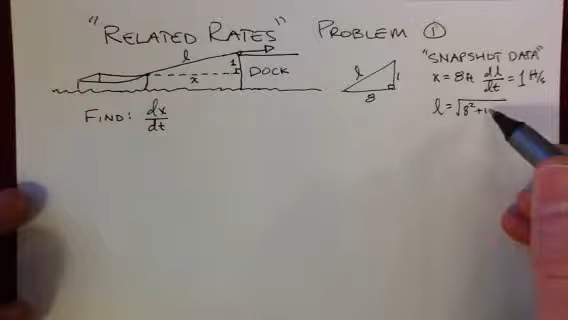 "RELATED RATES" PROBLEM ①
l
1
x
DOCK
l
1
8
"SNAPSHOT DATA"
x = 8 ft dl/dt = 1 ft/s
l = √8² + 1
FIND: dx/dt